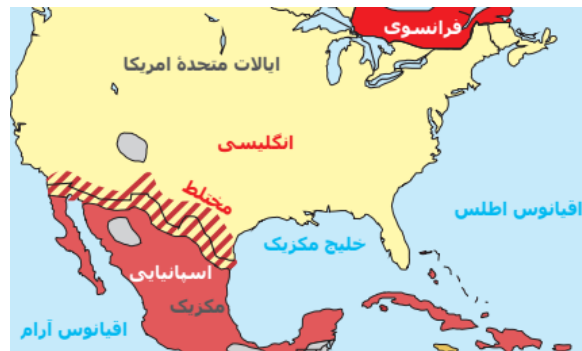 فرانسوی
ایالات متحدهٔ امریکا
انگلیسی
مختلط
اقیانوس اطلس
خلیج مکزیک
اسپانیایی
مکزیک
اقیانوس آرام